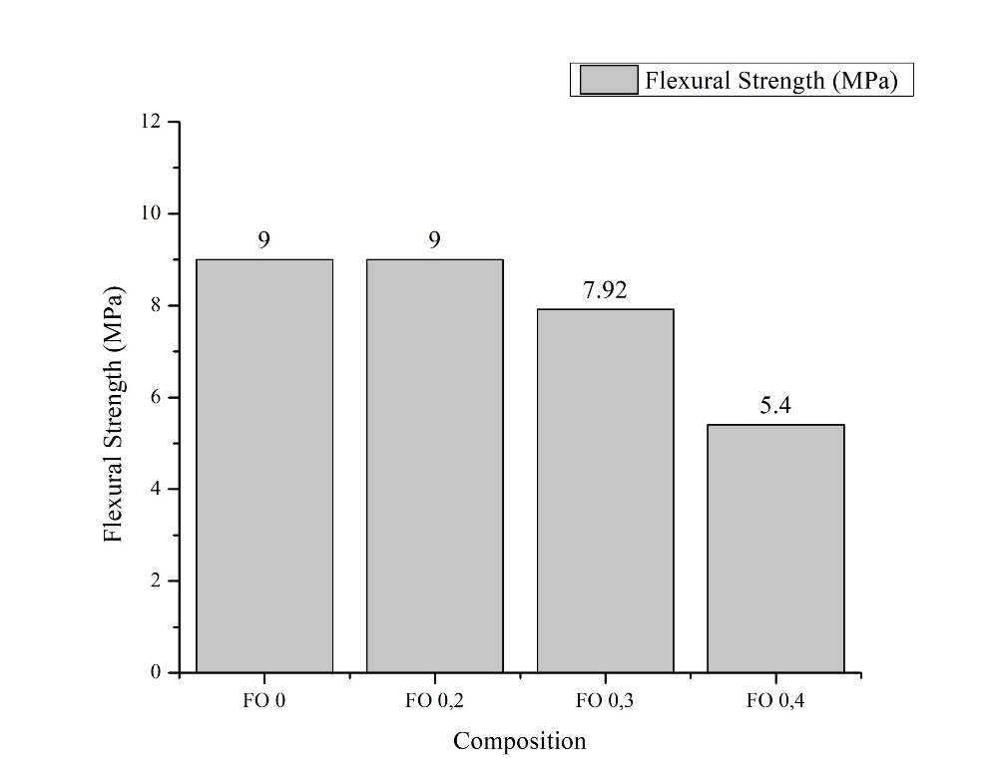 Flexural Strength (MPa)
12
10
8
6
4
2
0
Flexural Strength (MPa)
9
9
7.92
5.4
FO 0
FO 0,2
FO 0,3
FO 0,4
Composition